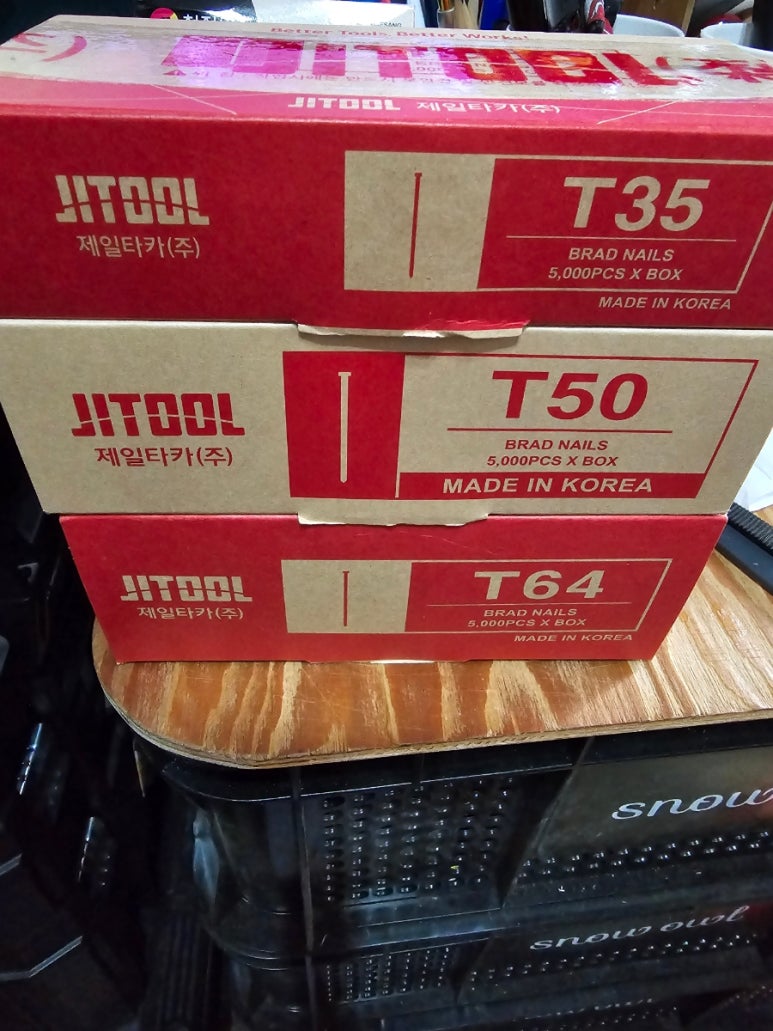 Better Tools, Better Works!
JITOOL 제일타카(주)
JITOOL
제일타카(주)
T35
BRAD NAILS
5,000PCS X BOX
MADE IN KOREA
JITOOL
제일타카(주)
T50
BRAD NAILS
5,000PCS X BOX
MADE IN KOREA
JITOOL
제일타카(주)
T64
BRAD NAILS
5,000PCS X BOX
MADE IN KOREA
snow
snow owl